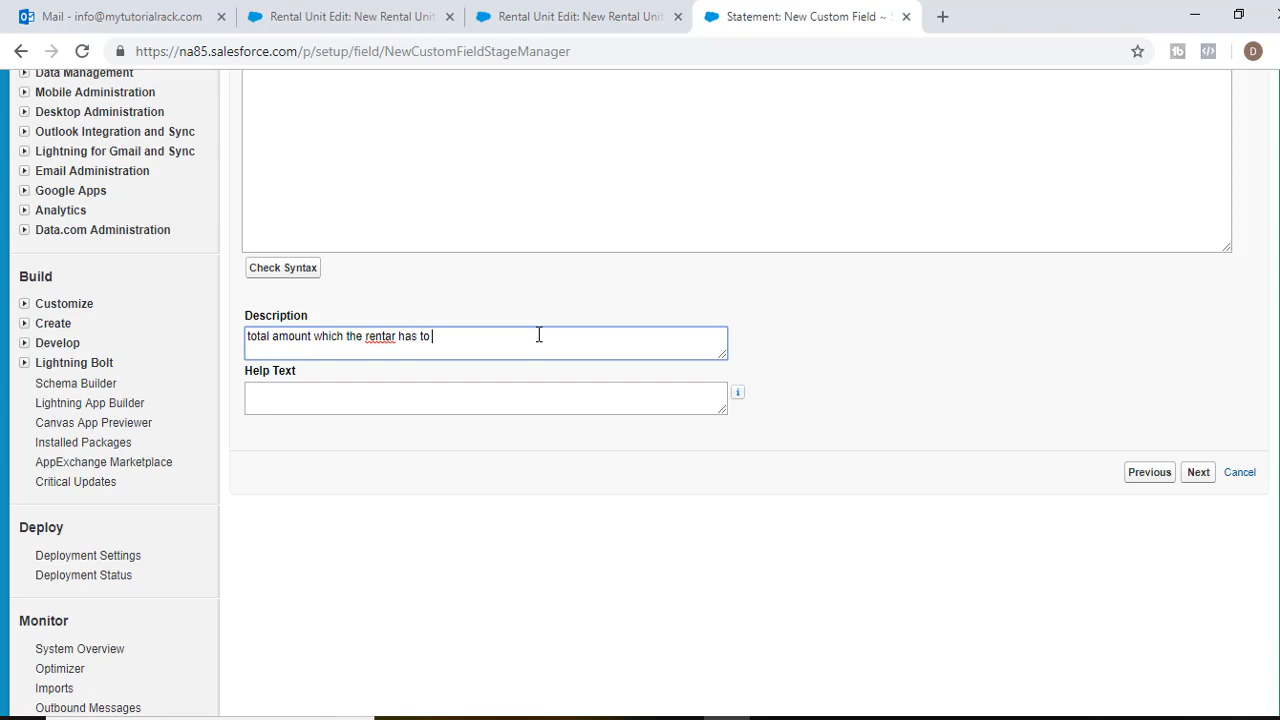 Mail - info@mytutorialrack.com
Rental Unit Edit: New Rental Unit
Rental Unit Edit: New Rental Unit
Statement: New Custom Field ~ S
https://na85.salesforce.com/p/setup/field/NewCustomFieldStageManager
D
Data Management
Mobile Administration
Desktop Administration
Outlook Integration and Sync
Lightning for Gmail and Sync
Email Administration
Google Apps
Analytics
Data.com Administration
Build
Customize
Create
Develop
Lightning Bolt
Schema Builder
Lightning App Builder
Canvas App Previewer
Installed Packages
AppExchange Marketplace
Critical Updates
Deploy
Deployment Settings
Deployment Status
Monitor
System Overview
Optimizer
Imports
Outbound Messages
Check Syntax
Description
total amount which the rentar has to
Help Text
Previous
Next
Cancel